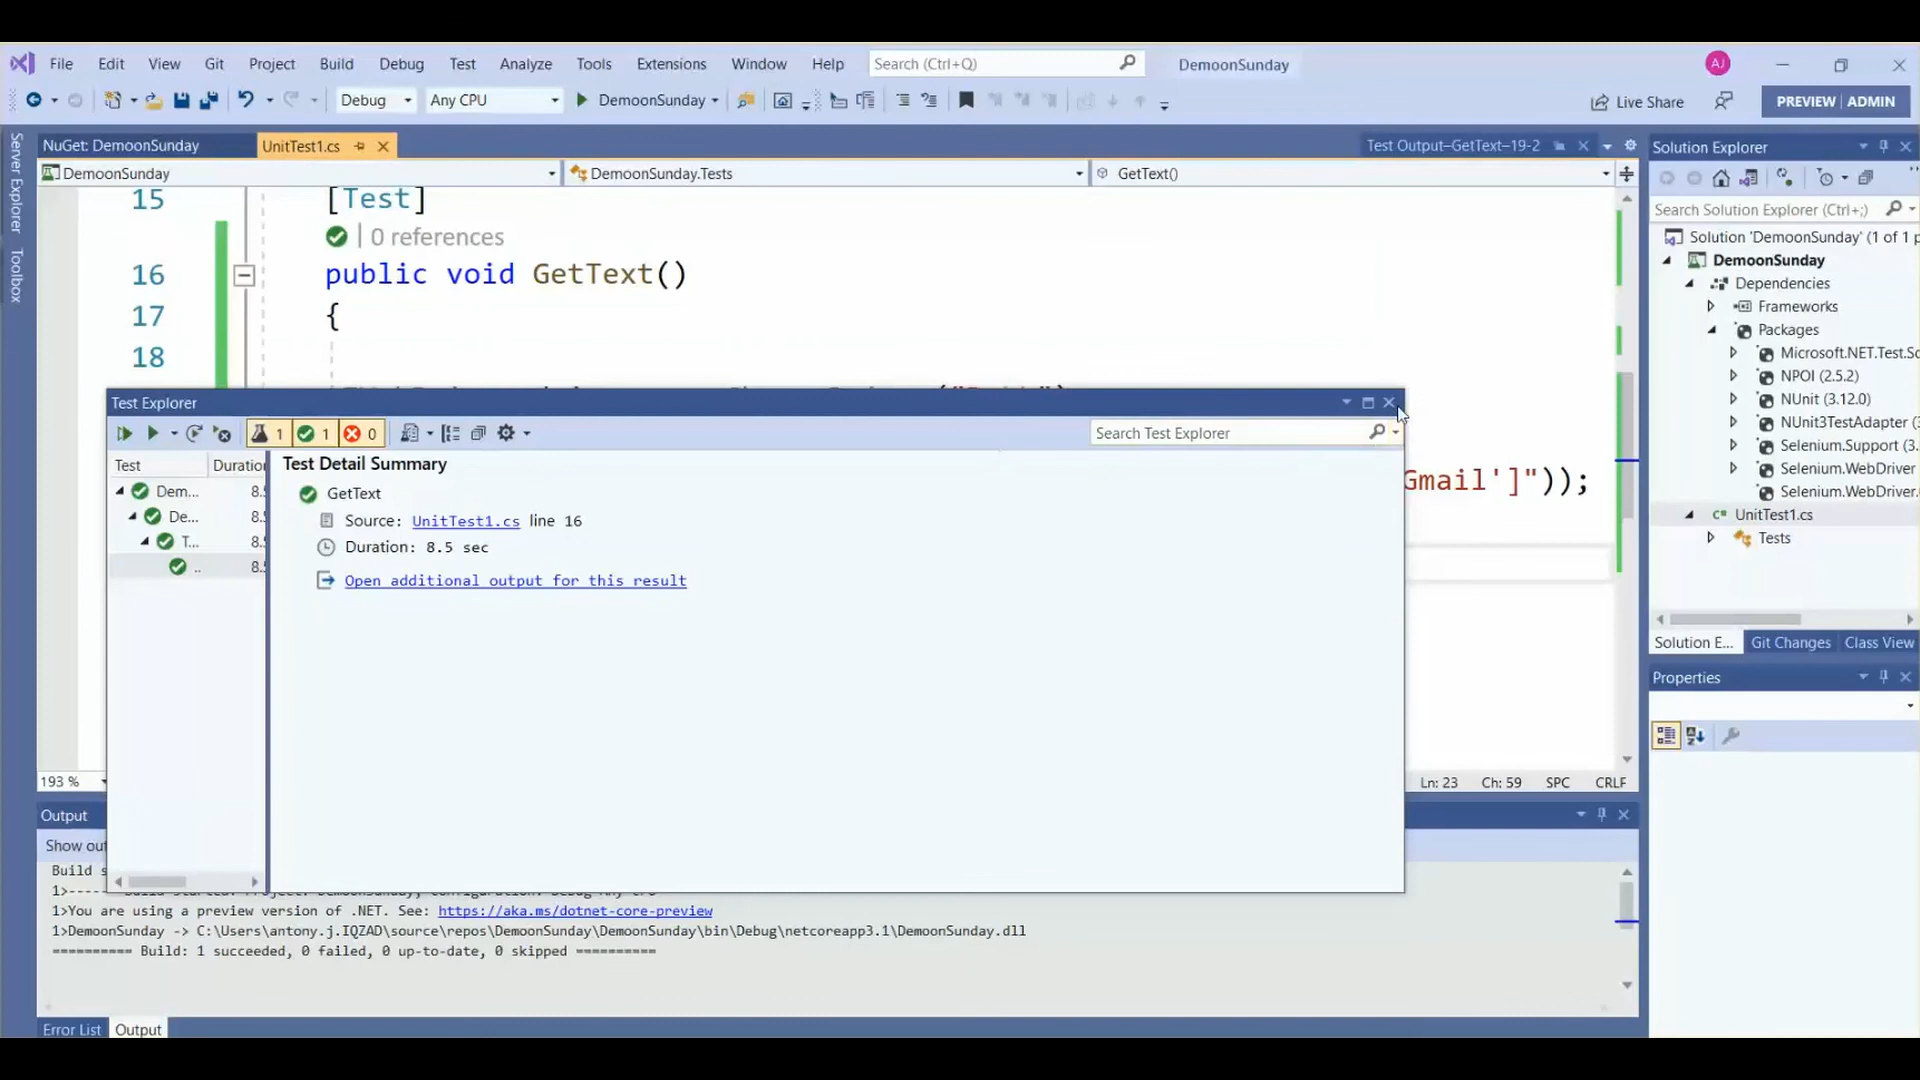 File Edit View Git Project Build Debug Test Analyze Tools Extensions Window Help Search (Ctrl+Q) DemoonSunday AJ
Debug Any CPU DemoonSunday Live Share PREVIEW ADMIN
Server Explorer
Toolbox
NuGet: DemoonSunday UnitTest1.cs Test Output-GetText-19-2
DemoonSunday DemoonSunday.Tests GetText()
15 [Test]
0 references
16 public void GetText()
17 {
18
Gmail']"));
Test Explorer
1 1 0 Search Test Explorer
Test Duration
Dem... 8.
De... 8.
T... 8.
.. 8.
Test Detail Summary
GetText
Source: UnitTest1.cs line 16
Duration: 8.5 sec
Open additional output for this result
193 % Ln: 23 Ch: 59 SPC CRLF
Output
Show out
Build s
1>You are using a preview version of .NET. See: https://aka.ms/dotnet-core-preview
1>DemoonSunday -> C:\Users\antony.j.IQZAD\source\repos\DemoonSunday\DemoonSunday\bin\Debug\netcoreapp3.1\DemoonSunday.dll
========== Build: 1 succeeded, 0 failed, 0 up-to-date, 0 skipped ==========
Error List Output
Solution Explorer
Search Solution Explorer (Ctrl+;)
Solution 'DemoonSunday' (1 of 1 p
DemoonSunday
Dependencies
Frameworks
Packages
Microsoft.NET.Test.Sc
NPOI (2.5.2)
NUnit (3.12.0)
NUnit3TestAdapter (3
Selenium.Support (3.
Selenium.WebDriver
Selenium.WebDriver.
C# UnitTest1.cs
Tests
Solution E... Git Changes Class View
Properties